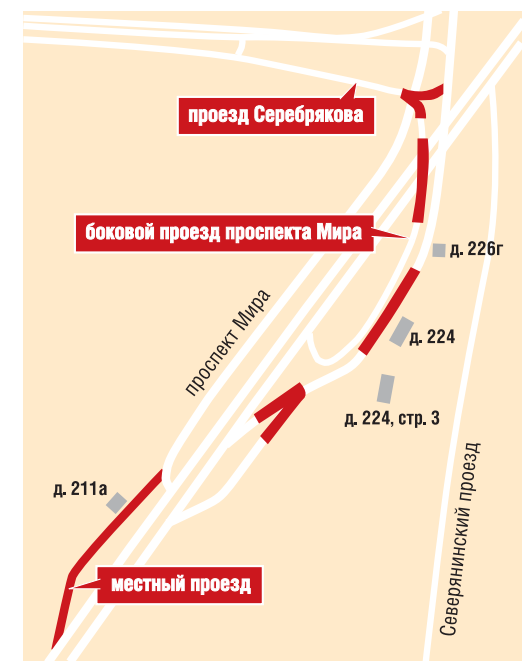 проезд Серебрякова
боковой проезд проспекта Мира
д. 226г
проспект Мира
д. 224
д. 224, стр. 3
д. 211а
Северянинский проезд
местный проезд